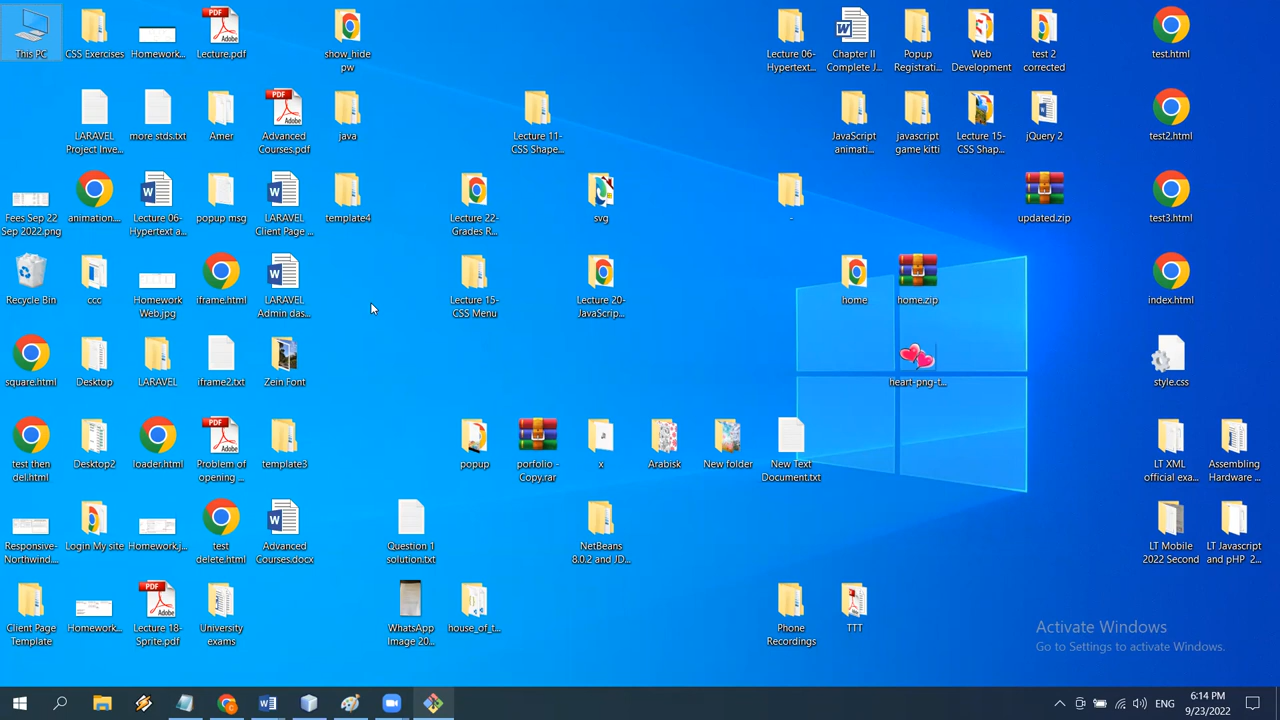 This PC
CSS Exercises
Homework...
Lecture.pdf
show_hide
pw
Lecture 06-
Hypertext...
Chapter II
Complete J...
Popup
Registrati...
Web
Development
test 2
corrected
test.html
LARAVEL
Project Inve...
more stds.txt
Amer
Advanced
Courses.pdf
java
Lecture 11-
CSS Shape...
JavaScript
animati...
javascript
game kitti
Lecture 15-
CSS Shap...
jQuery 2
test2.html
Fees Sep 22
Sep 2022.png
animation....
Lecture 06-
Hypertext a...
popup msg
LARAVEL
Client Page ...
template4
Lecture 22-
Grades R...
svg
-
updated.zip
test3.html
Recycle Bin
ccc
Homework
Web.jpg
iframe.html
LARAVEL
Admin das...
Lecture 15-
CSS Menu
Lecture 20-
JavaScrip...
home
home.zip
index.html
square.html
Desktop
LARAVEL
iframe2.txt
Zein Font
heart-png-t...
style.css
test then
del.html
Desktop2
loader.html
Problem of
opening ...
template3
popup
porfolio -
Copy.rar
x
Arabisk
New folder
New Text
Document.txt
LT XML
official exa...
Assembling
Hardware ...
Responsive-
Northwind...
Login My site
Homework.j...
test
delete.html
Advanced
Courses.docx
Question 1
solution.txt
NetBeans
8.0.2 and JD...
LT Mobile
2022 Second
LT Javascript
and pHP 2...
Client Page
Template
Homework...
Lecture 18-
Sprite.pdf
University
exams
WhatsApp
Image 20...
house_of_t...
Phone
Recordings
TTT
Activate Windows
Go to Settings to activate Windows.
ENG
6:14 PM
9/23/2022